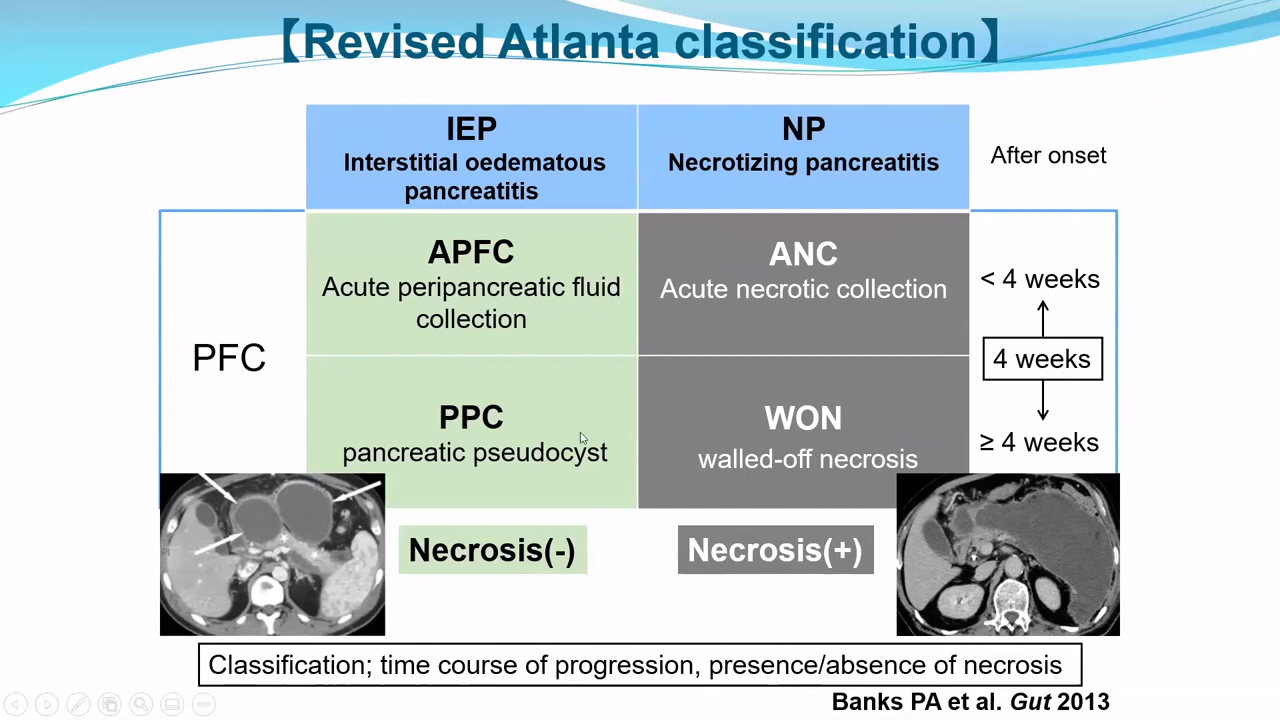 【Revised Atlanta classification】
IEP
Interstitial oedematous
pancreatitis
NP
Necrotizing pancreatitis
After onset
PFC
APFC
Acute peripancreatic fluid
collection
ANC
Acute necrotic collection
< 4 weeks
4 weeks
≥ 4 weeks
PPC
pancreatic pseudocyst
WON
walled-off necrosis
Necrosis(-)
Necrosis(+)
Classification; time course of progression, presence/absence of necrosis
Banks PA et al. Gut 2013